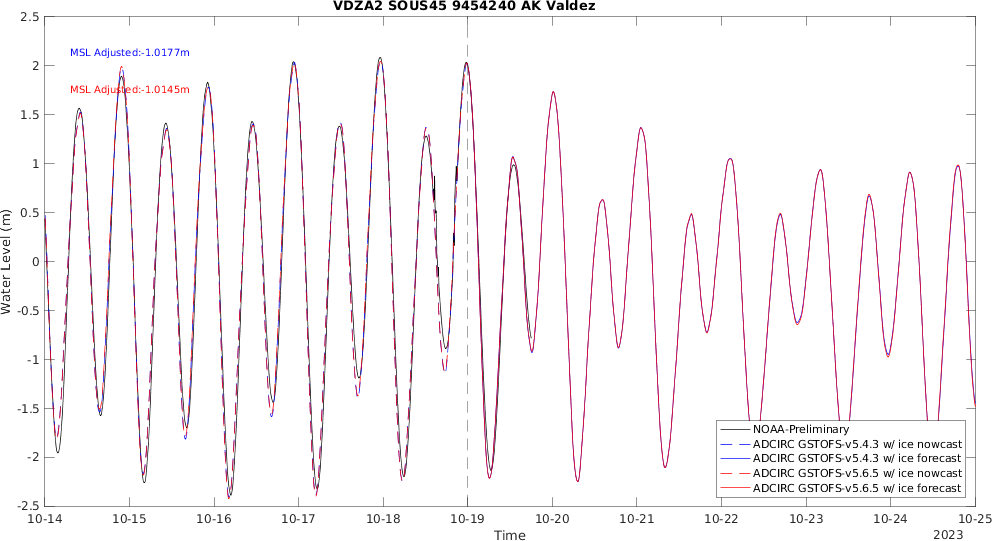 VDZA2 SOUS45 9454240 AK Valdez
MSL Adjusted:-1.0177m
MSL Adjusted:-1.0145m
Water Level (m)
2.5
2
1.5
1
0.5
0
-0.5
-1
-1.5
-2
-2.5
NOAA-Preliminary
ADCIRC GSTOFS-v5.4.3 w/ ice nowcast
ADCIRC GSTOFS-v5.4.3 w/ ice forecast
ADCIRC GSTOFS-v5.6.5 w/ ice nowcast
ADCIRC GSTOFS-v5.6.5 w/ ice forecast
10-14 10-15 10-16 10-17 10-18 10-19 10-20 10-21 10-22 10-23 10-24 10-25
Time
2023